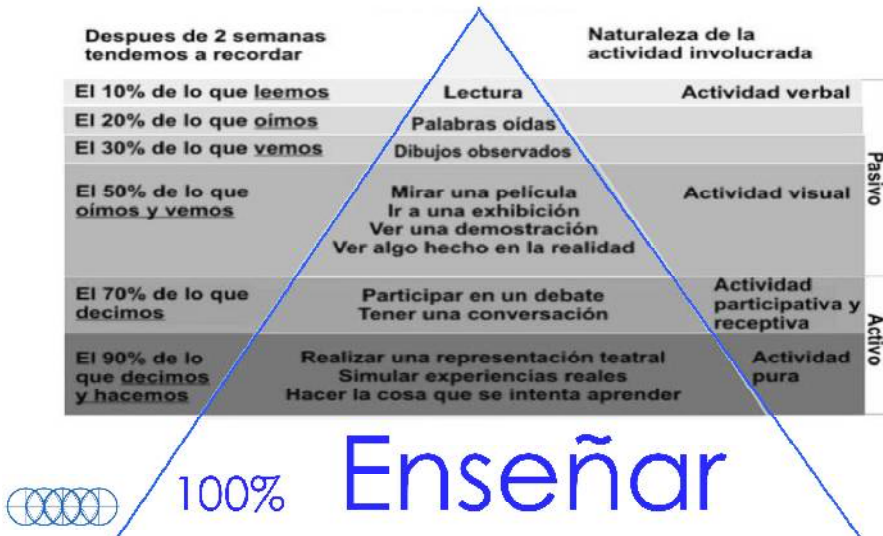 Despues de 2 semanas
tendemos a recordar
Naturaleza de la
actividad involucrada
El 10% de lo que leemos
Lectura
Actividad verbal
El 20% de lo que oímos
Palabras oídas
El 30% de lo que vemos
Dibujos observados
El 50% de lo que
oímos y vemos
Mirar una película
Ir a una exhibición
Ver una demostración
Ver algo hecho en la realidad
Actividad visual
Pasivo
El 70% de lo que
decimos
Participar en un debate
Tener una conversación
Actividad
participativa y
receptiva
El 90% de lo
que decimos
y hacemos
Realizar una representación teatral
Simular experiencias reales
Hacer la cosa que se intenta aprender
Actividad
pura
Activo
100%
Enseñar